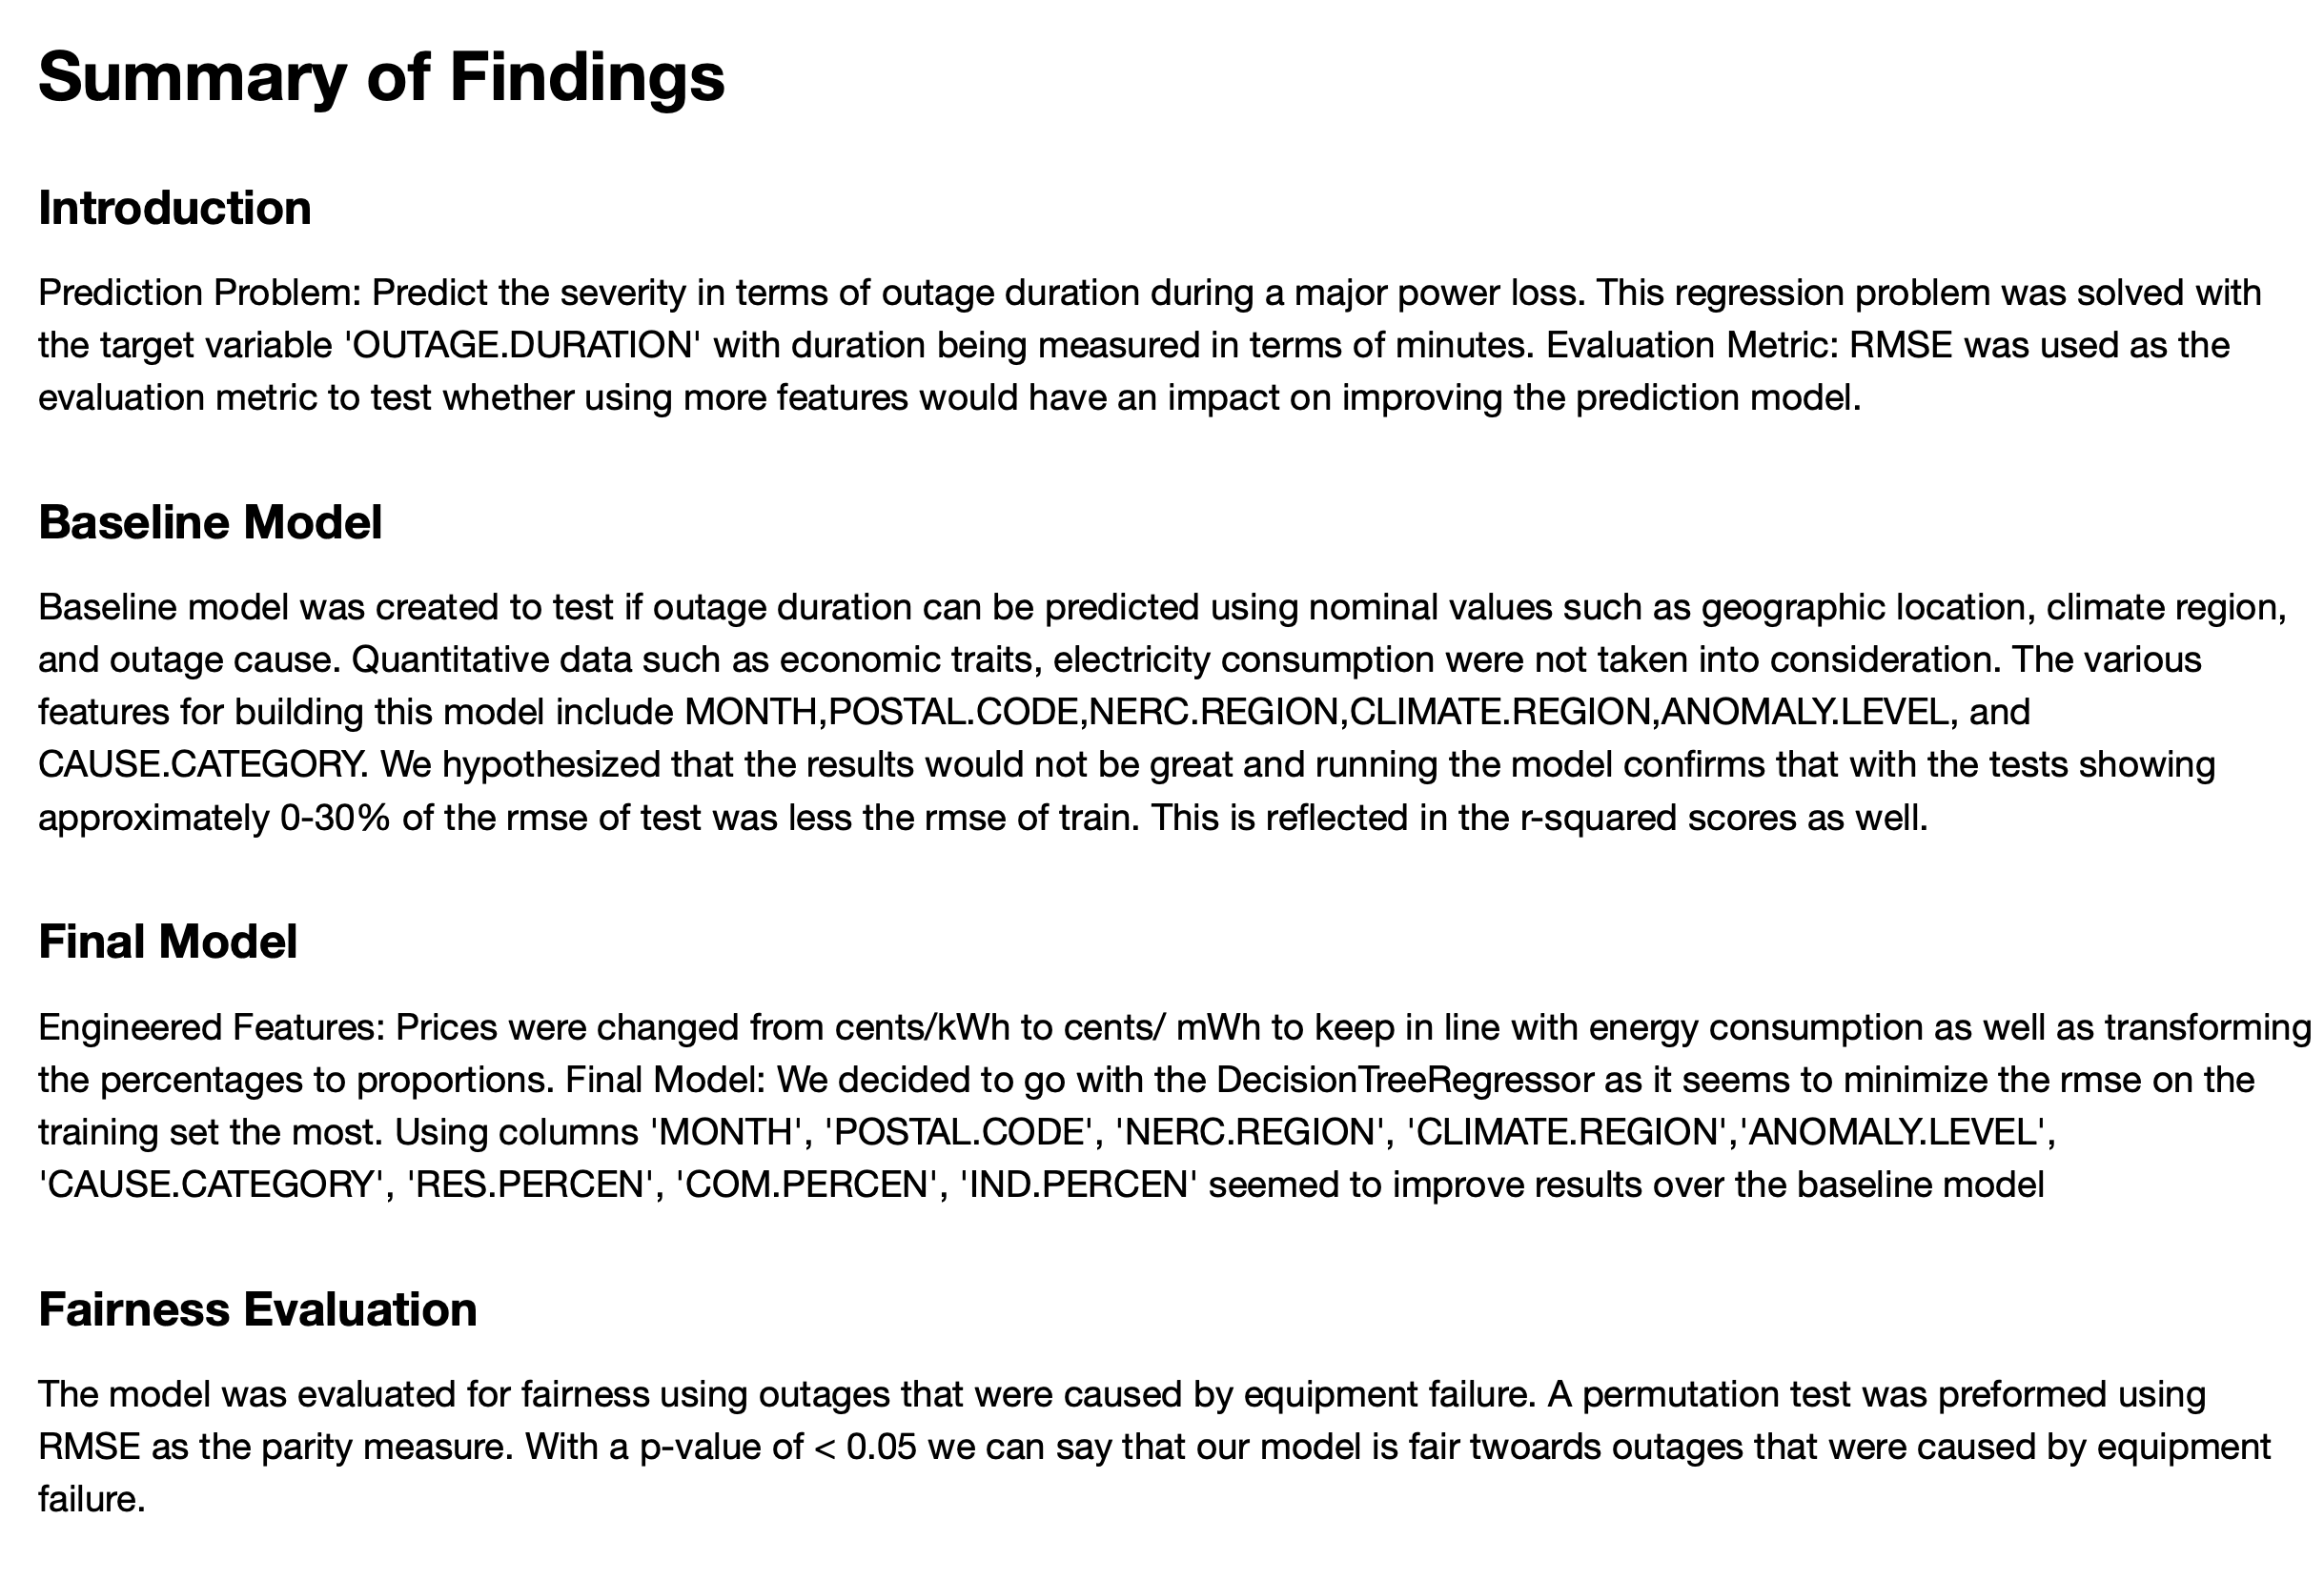 Summary of Findings
Introduction
Prediction Problem: Predict the severity in terms of outage duration during a major power loss. This regression problem was solved with
the target variable 'OUTAGE.DURATION' with duration being measured in terms of minutes. Evaluation Metric: RMSE was used as the
evaluation metric to test whether using more features would have an impact on improving the prediction model.
Baseline Model
Baseline model was created to test if outage duration can be predicted using nominal values such as geographic location, climate region,
and outage cause. Quantitative data such as economic traits, electricity consumption were not taken into consideration. The various
features for building this model include MONTH,POSTAL.CODE,NERC.REGION,CLIMATE.REGION,ANOMALY.LEVEL, and
CAUSE.CATEGORY. We hypothesized that the results would not be great and running the model confirms that with the tests showing
approximately 0-30% of the rmse of test was less the rmse of train. This is reflected in the r-squared scores as well.
Final Model
Engineered Features: Prices were changed from cents/kWh to cents/ mWh to keep in line with energy consumption as well as transforming
the percentages to proportions. Final Model: We decided to go with the DecisionTreeRegressor as it seems to minimize the rmse on the
training set the most. Using columns 'MONTH', 'POSTAL.CODE', 'NERC.REGION', 'CLIMATE.REGION','ANOMALY.LEVEL',
'CAUSE.CATEGORY', 'RES.PERCEN', 'COM.PERCEN', 'IND.PERCEN' seemed to improve results over the baseline model
Fairness Evaluation
The model was evaluated for fairness using outages that were caused by equipment failure. A permutation test was preformed using
RMSE as the parity measure. With a p-value of < 0.05 we can say that our model is fair twoards outages that were caused by equipment
failure.